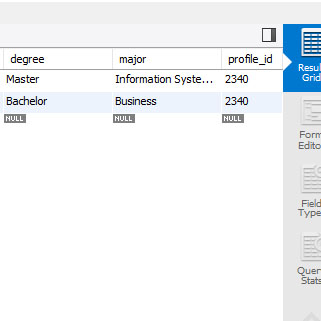 degree major profile_id
Master Information Syste... 2340
Bachelor Business 2340
NULL NULL NULL
Resul
Grid
Form
Editor
Field
Type
Quer
Stats